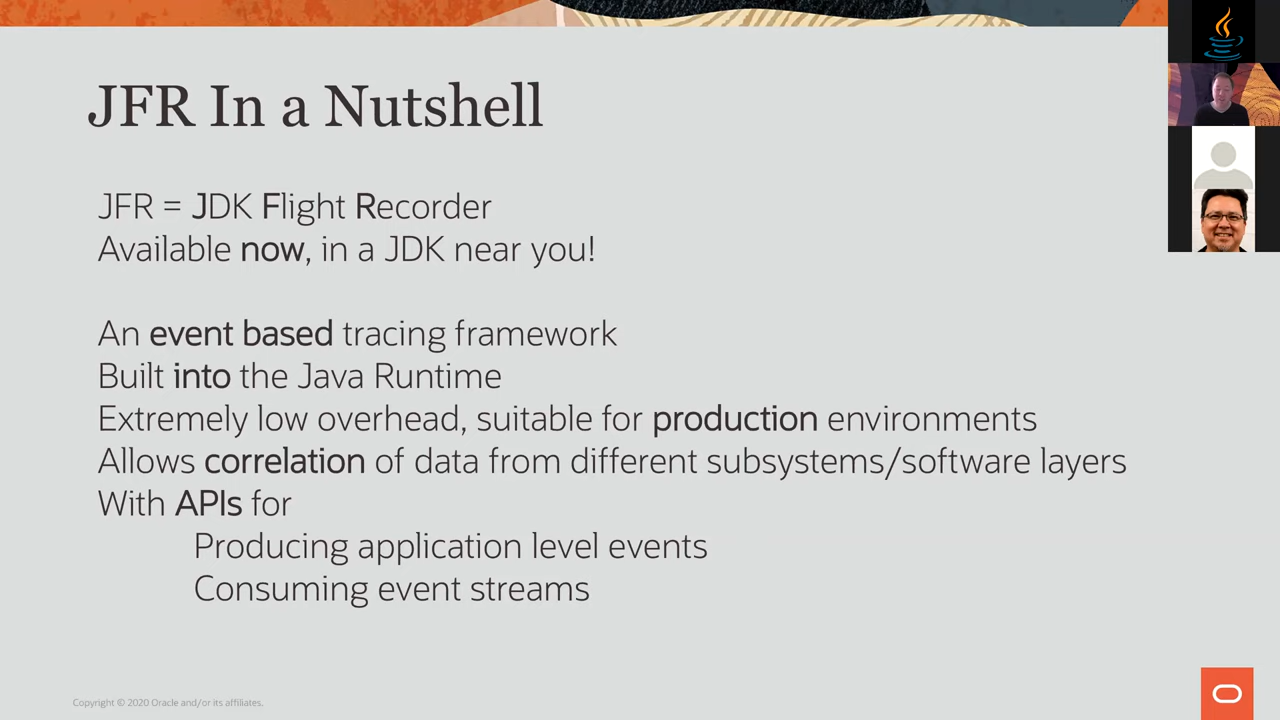 JFR In a Nutshell
JFR = JDK Flight Recorder
Available now, in a JDK near you!
An event based tracing framework
Built into the Java Runtime
Extremely low overhead, suitable for production environments
Allows correlation of data from different subsystems/software layers
With APIs for
Producing application level events
Consuming event streams
Copyright © 2020 Oracle and/or its affiliates.